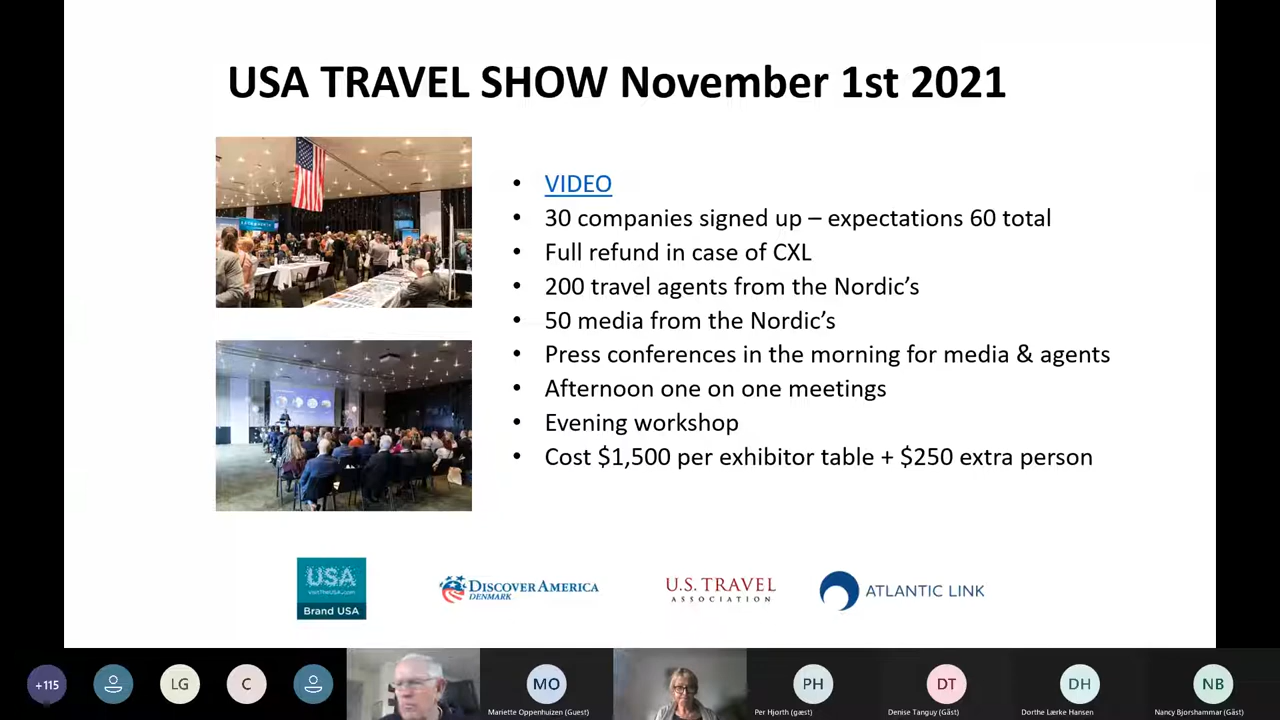 USA TRAVEL SHOW November 1st 2021
• VIDEO
• 30 companies signed up – expectations 60 total
• Full refund in case of CXL
• 200 travel agents from the Nordic’s
• 50 media from the Nordic’s
• Press conferences in the morning for media & agents
• Afternoon one on one meetings
• Evening workshop
• Cost $1,500 per exhibitor table + $250 extra person
USA
VisitTheUSA.com
Brand USA
DISCOVER AMERICA
DENMARK
U.S. TRAVEL
ASSOCIATION
ATLANTIC LINK
+115
LG
C
MO
PH
DT
DH
NB
Mariette Oppenhuizen (Guest)
Per Hjorth (gæst)
Denise Tanguy (Gäst)
Dorthe Lærke Hansen
Nancy Bjorshammar (Gäst)